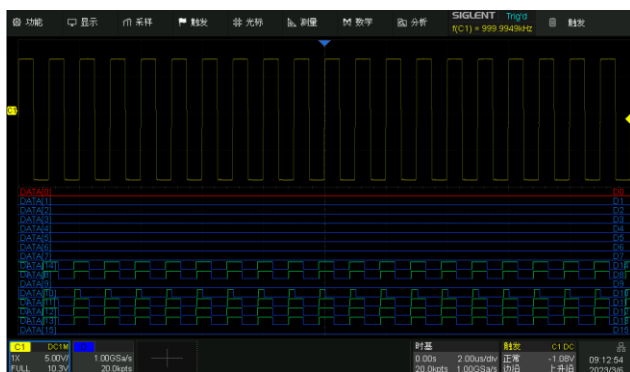 功能 显示 采样 触发 光标 测量 数学 分析 SIGLENT Trig'd 触发
f(C1) = 999.9949kHz
C1
DATA[0] D0
DATA[1] D1
DATA[2] D2
DATA[3] D3
DATA[4] D4
DATA[5] D5
DATA[6] D6
DATA[7] D7
DATA[14] D14
DATA[8] D8
DATA[9] D9
DATA[10]
DATA[11]
DATA[12]
DATA[13]
DATA[15] D15
C1 DC1M 时基 触发 C1 DC
1X 5.00V/ 1.00GSa/s 0.00s 2.00us/div 正常 -1.08V 09:12:54
FULL 10.3V 20.0kpts 20.0kpts 1.00GSa/s 边沿 上升沿 2023/3/6